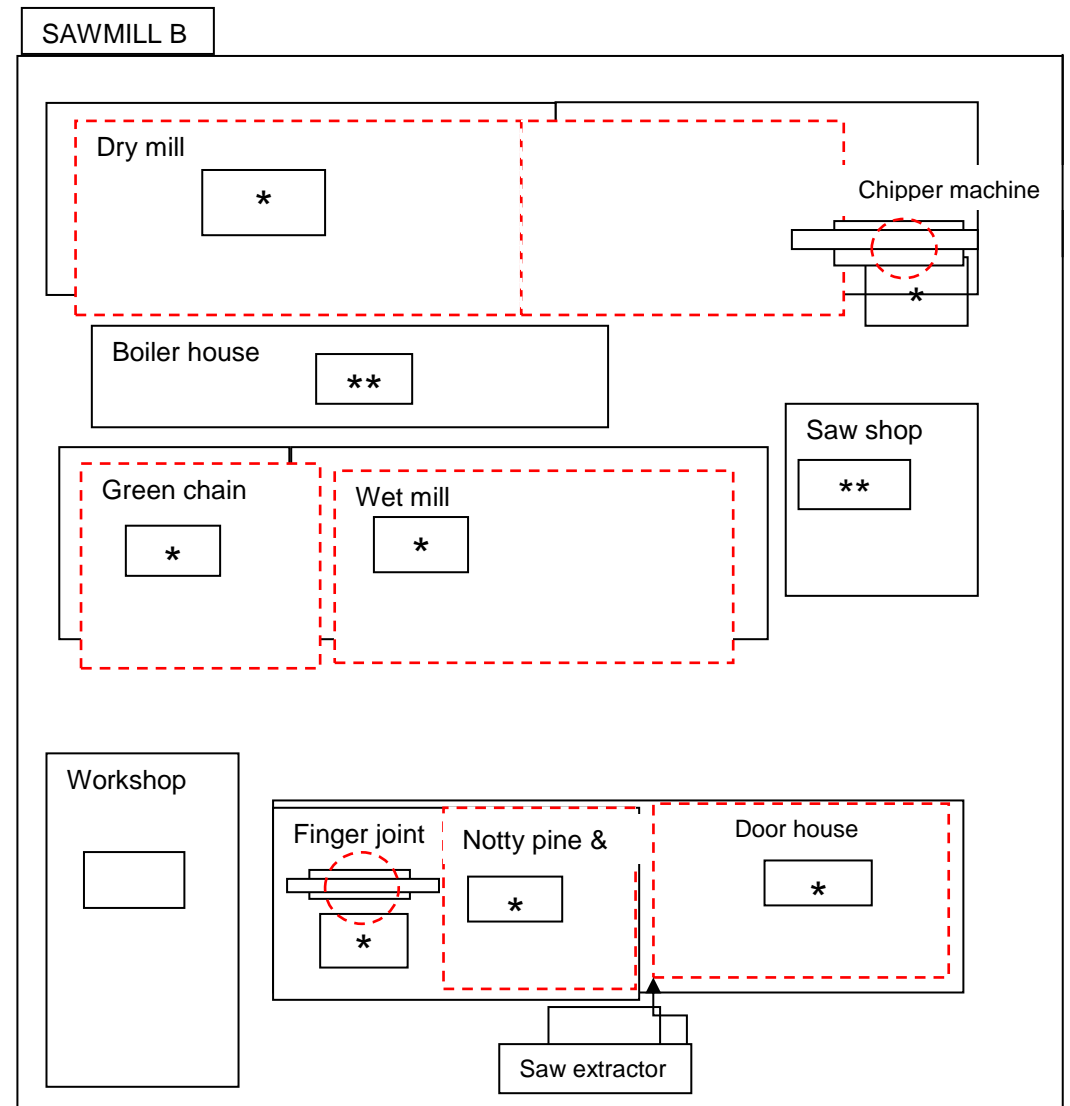 SAWMILL B
Dry mill
*
Chipper machine
*
Boiler house
**
Saw shop
**
Green chain
*
Wet mill
*
Workshop
Finger joint
*
Notty pine &
*
Door house
*
Saw extractor